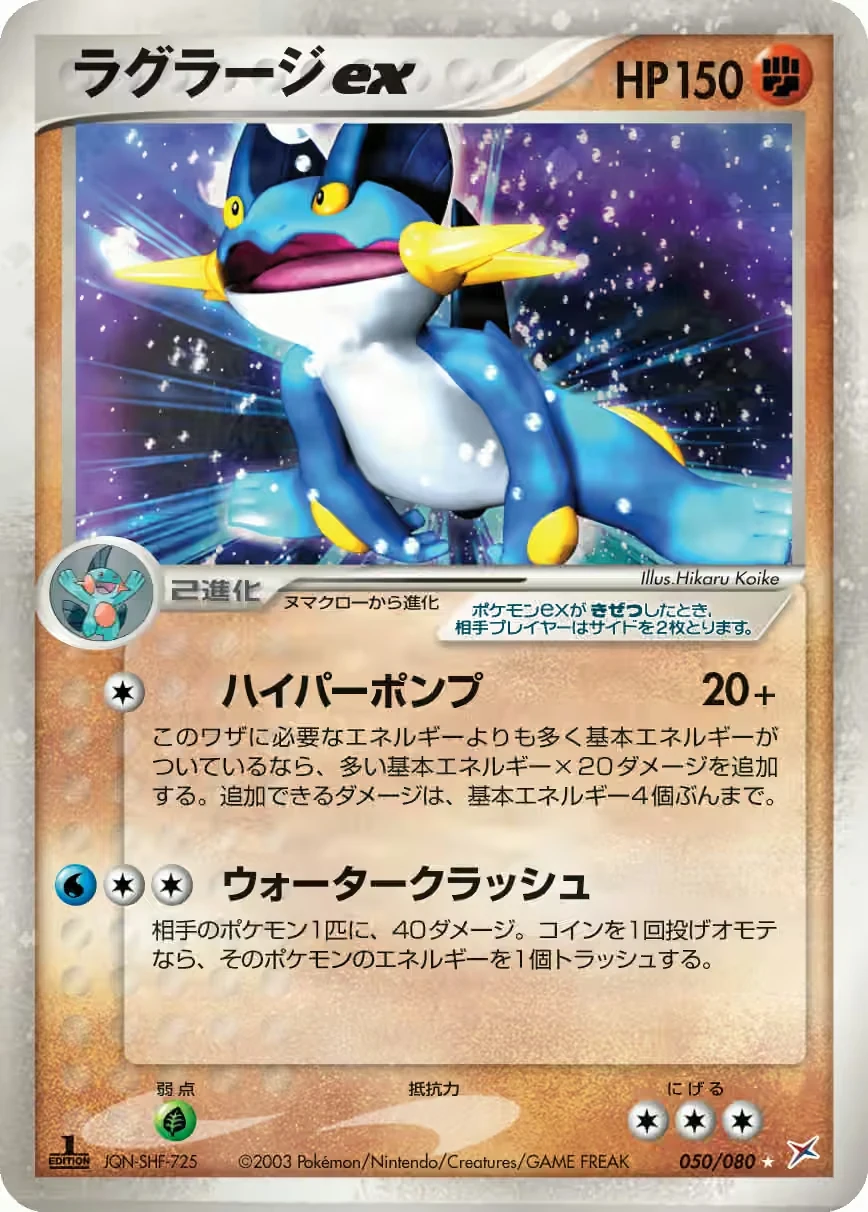 ラグラージex HP150
Illus.Hikaru Koike
2進化 ヌマクローから進化
ポケモンexが きぜつしたとき、
相手プレイヤーはサイドを2枚とります。
ハイパーポンプ 20+
このワザに必要なエネルギーよりも多く基本エネルギーが
ついているなら、多い基本エネルギー×20ダメージを追加
する。追加できるダメージは、基本エネルギー4個ぶんまで。
ウォータークラッシュ
相手のポケモン1匹に、40ダメージ。コインを1回投げオモテ
なら、そのポケモンのエネルギーを1個トラッシュする。
弱点 抵抗力 にげる
1 EDITION JQN-SHF-725 ©2003 Pokémon/Nintendo/Creatures/GAME FREAK 050/080 ★